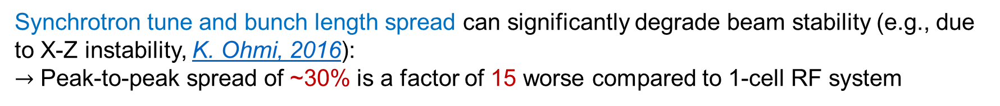 Synchrotron tune and bunch length spread can significantly degrade beam stability (e.g., due
to X-Z instability, K. Ohmi, 2016):
→ Peak-to-peak spread of ~30% is a factor of 15 worse compared to 1-cell RF system